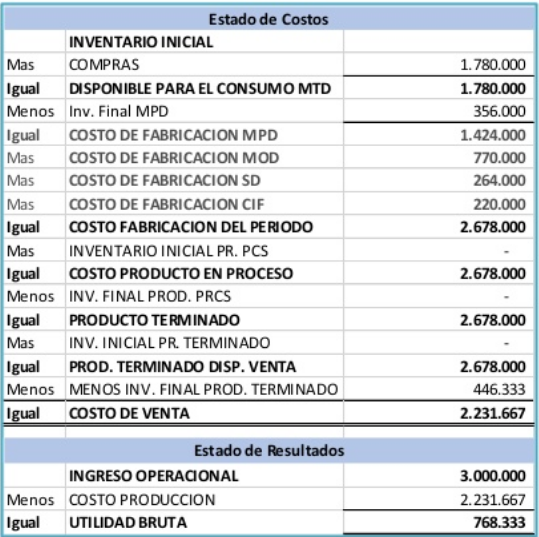 Estado de Costos
INVENTARIO INICIAL
Mas COMPRAS 1.780.000
Igual DISPONIBLE PARA EL CONSUMO MTD 1.780.000
Menos Inv. Final MPD 356.000
Igual COSTO DE FABRICACION MPD 1.424.000
Mas COSTO DE FABRICACION MOD 770.000
Mas COSTO DE FABRICACION SD 264.000
Mas COSTO DE FABRICACION CIF 220.000
Igual COSTO FABRICACION DEL PERIODO 2.678.000
Mas INVENTARIO INICIAL PR. PCS -
Igual COSTO PRODUCTO EN PROCESO 2.678.000
Menos INV. FINAL PROD. PRCS -
Igual PRODUCTO TERMINADO 2.678.000
Mas INV. INICIAL PR. TERMINADO -
Igual PROD. TERMINADO DISP. VENTA 2.678.000
Menos MENOS INV. FINAL PROD. TERMINADO 446.333
Igual COSTO DE VENTA 2.231.667
Estado de Resultados
INGRESO OPERACIONAL 3.000.000
Menos COSTO PRODUCCION 2.231.667
Igual UTILIDAD BRUTA 768.333